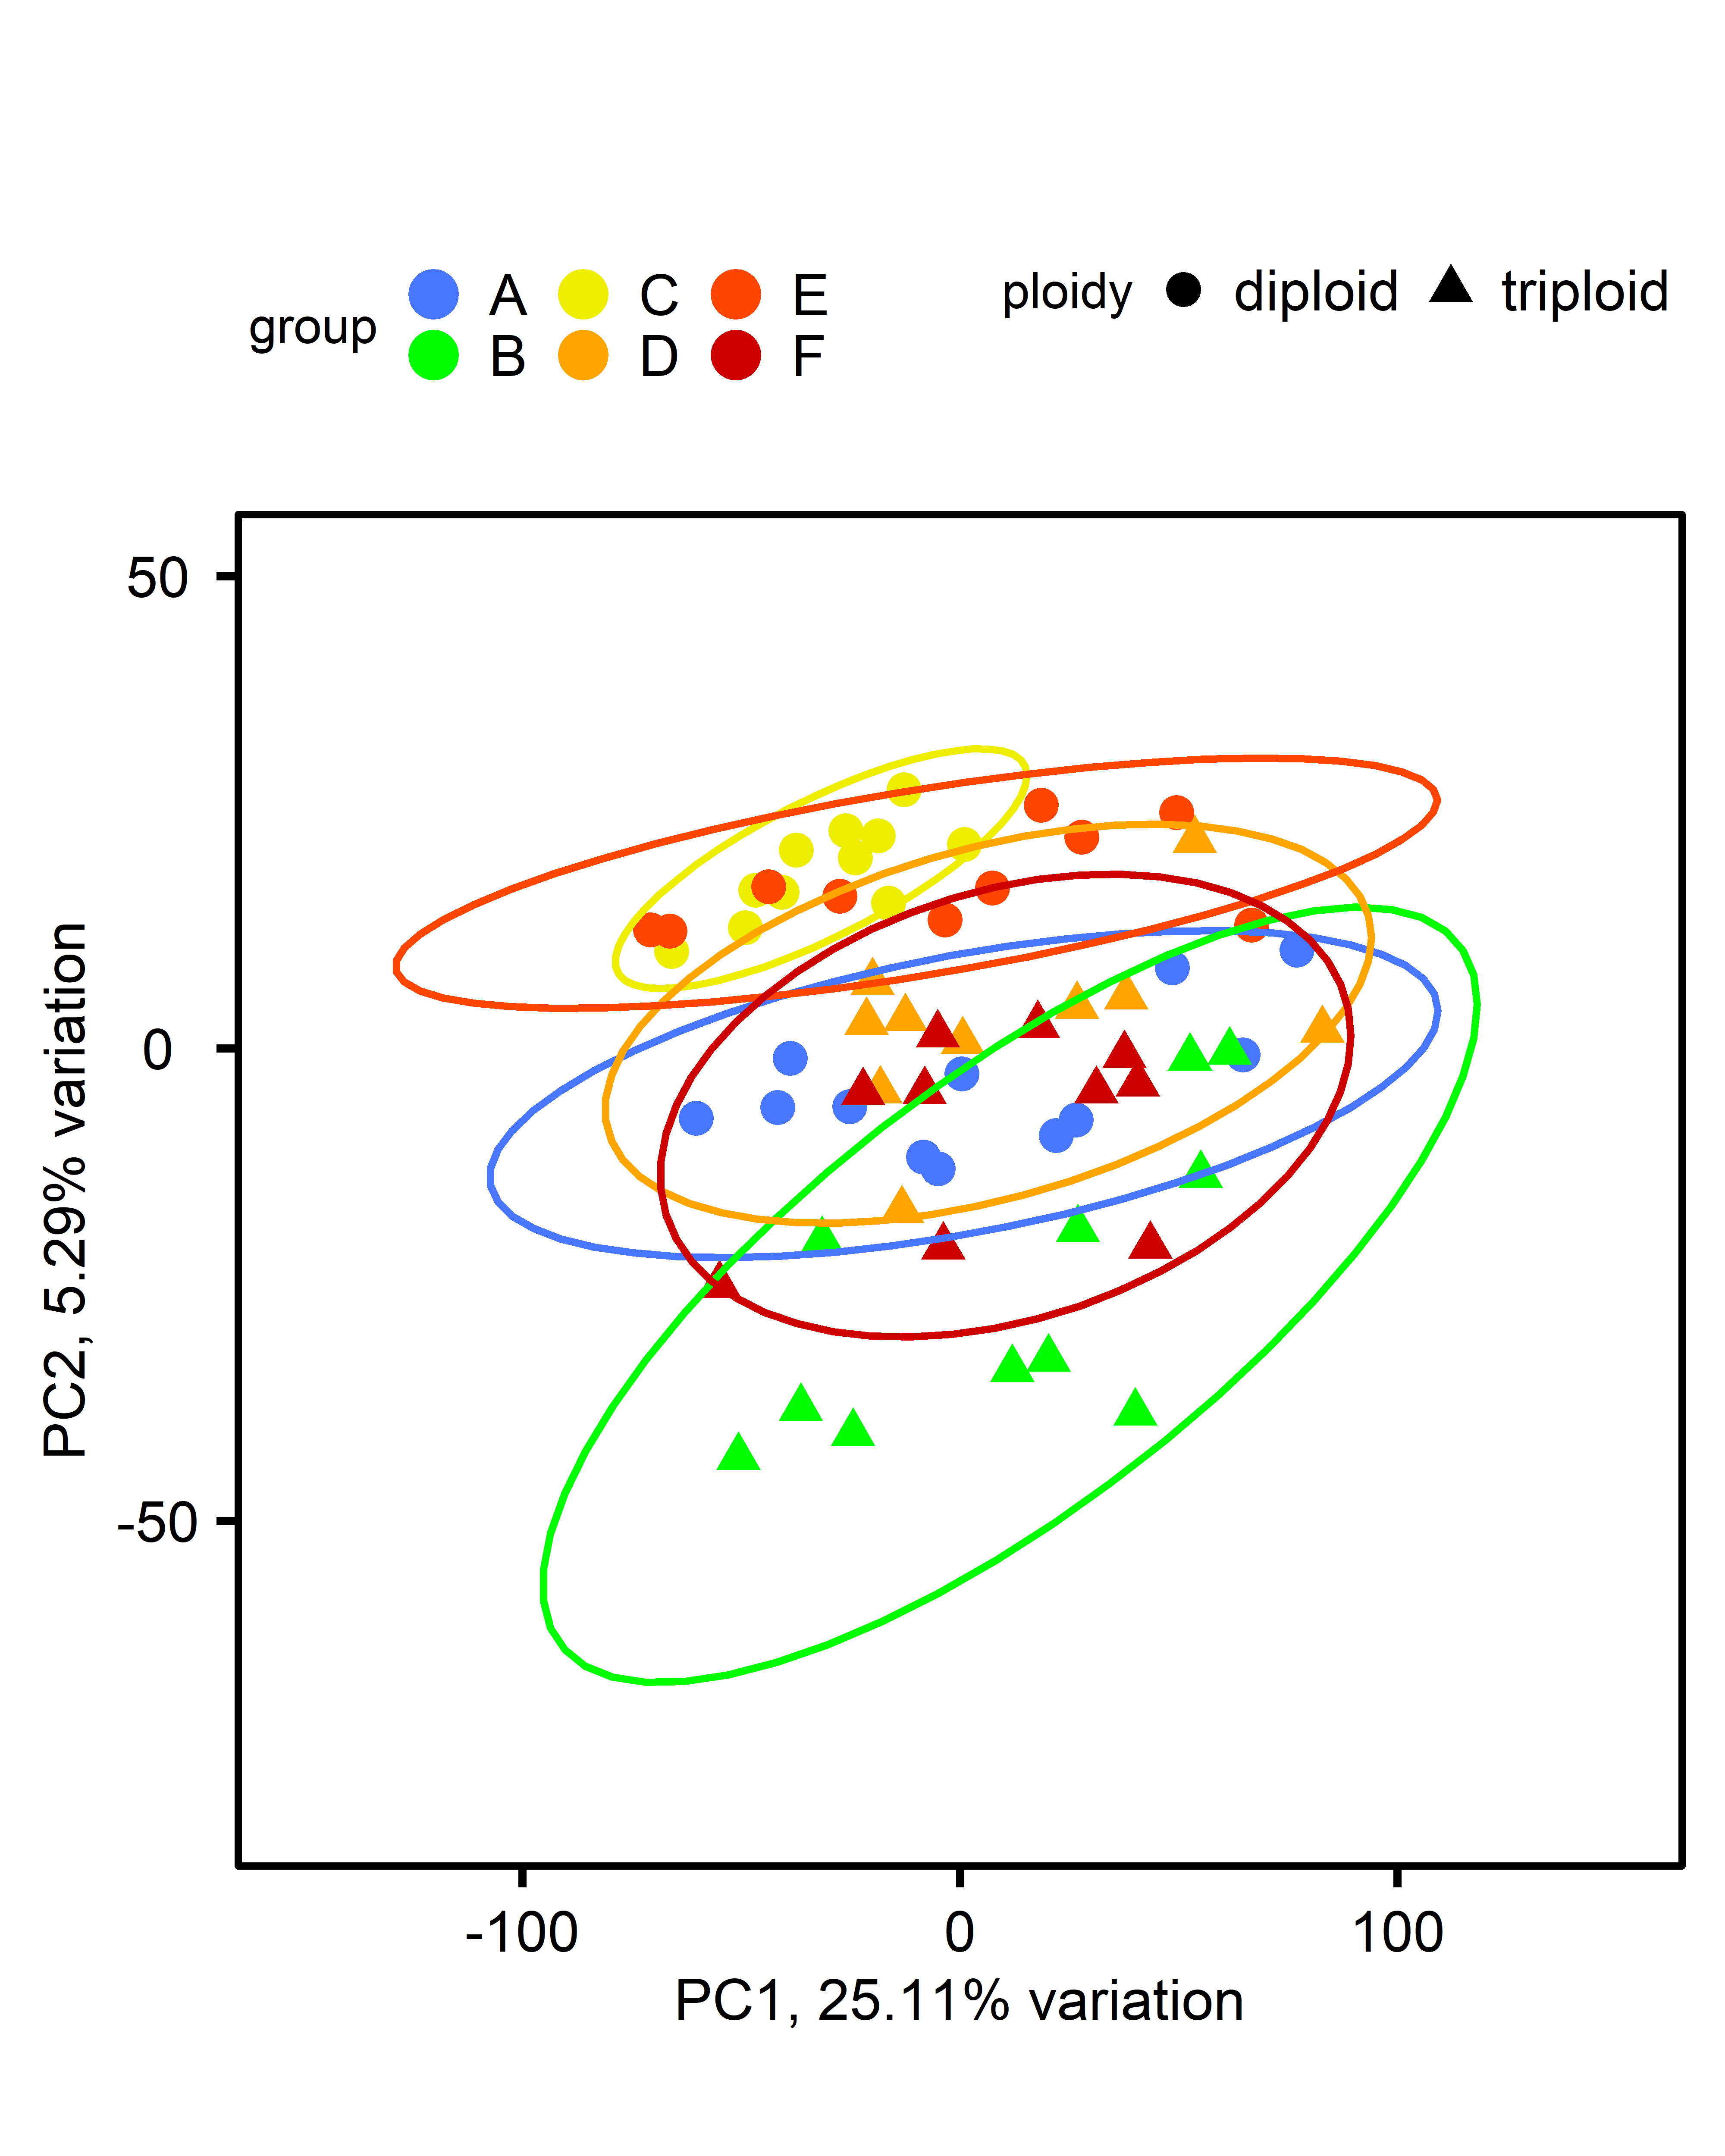 group A C E
B D F
ploidy diploid triploid
50
0
-50
PC2, 5.29% variation
-100 0 100
PC1, 25.11% variation